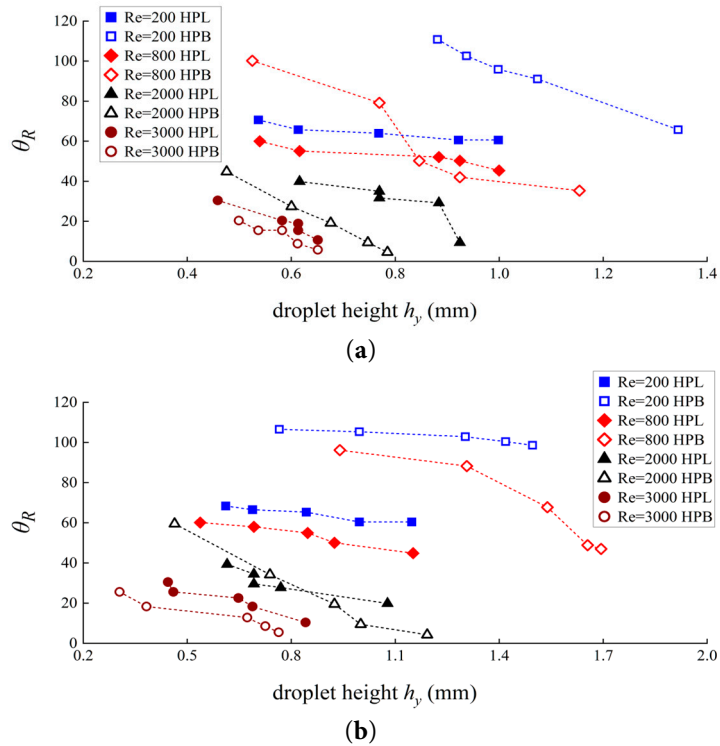 Re=200 HPL
Re=200 HPB
Re=800 HPL
Re=800 HPB
Re=2000 HPL
Re=2000 HPB
Re=3000 HPL
Re=3000 HPB
120
100
80
60
40
20
0
θR
0.2 0.4 0.6 0.8 1.0 1.2 1.4
droplet height hy (mm)
(a)
Re=200 HPL
Re=200 HPB
Re=800 HPL
Re=800 HPB
Re=2000 HPL
Re=2000 HPB
Re=3000 HPL
Re=3000 HPB
120
100
80
60
40
20
0
θR
0.2 0.5 0.8 1.1 1.4 1.7 2.0
droplet height hy (mm)
(b)